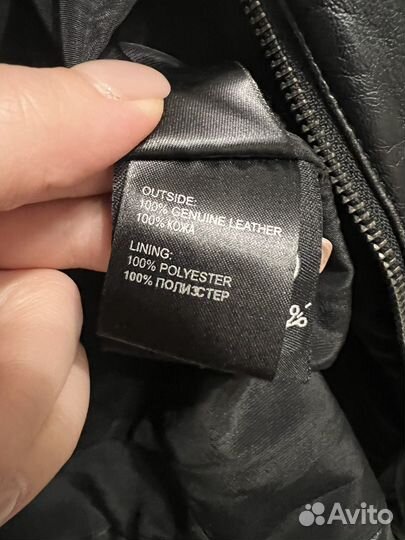 OUTSIDE:
100% GENUINE LEATHER
100% КОЖА
LINING:
100% POLYESTER
100% ПОЛИЭСТЕР
Avito